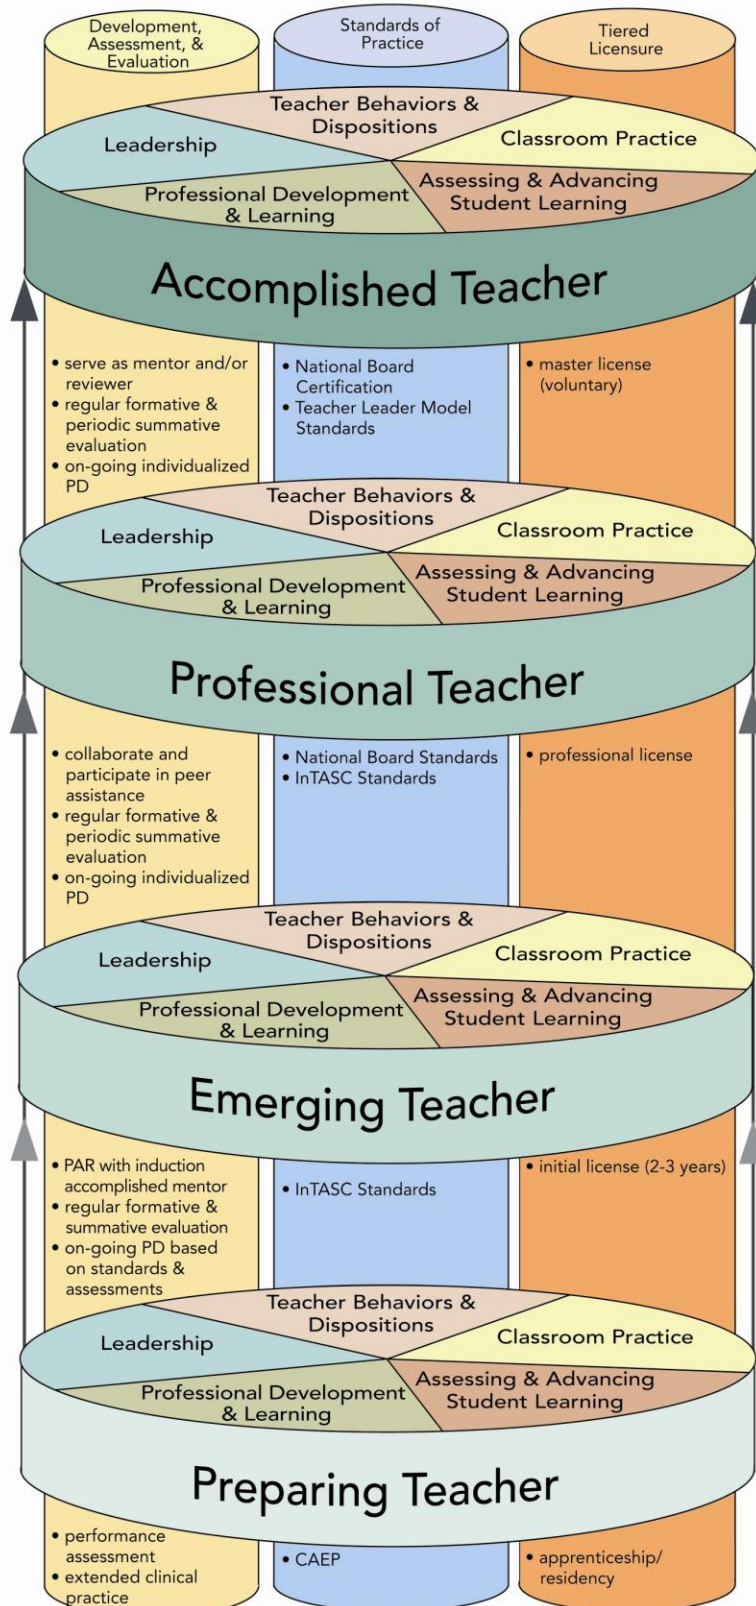 Development,
Assessment, &
Evaluation
Standards of
Practice
Tiered
Licensure
Teacher Behaviors &
Dispositions
Leadership
Classroom Practice
Professional Development
& Learning
Assessing & Advancing
Student Learning
Accomplished Teacher
• serve as mentor and/or
reviewer
• regular formative &
periodic summative
evaluation
• on-going individualized
PD
• National Board
Certification
• Teacher Leader Model
Standards
• master license
(voluntary)
Teacher Behaviors &
Dispositions
Leadership
Classroom Practice
Professional Development
& Learning
Assessing & Advancing
Student Learning
Professional Teacher
• collaborate and
participate in peer
assistance
• regular formative &
periodic summative
evaluation
• on-going individualized
PD
• National Board Standards
• InTASC Standards
• professional license
Teacher Behaviors &
Dispositions
Leadership
Classroom Practice
Professional Development
& Learning
Assessing & Advancing
Student Learning
Emerging Teacher
• PAR with induction
accomplished mentor
• regular formative &
summative evaluation
• on-going PD based
on standards &
assessments
• InTASC Standards
• initial license (2-3 years)
Teacher Behaviors &
Dispositions
Leadership
Classroom Practice
Professional Development
& Learning
Assessing & Advancing
Student Learning
Preparing Teacher
• performance
assessment
• extended clinical
practice
• CAEP
• apprenticeship/
residency